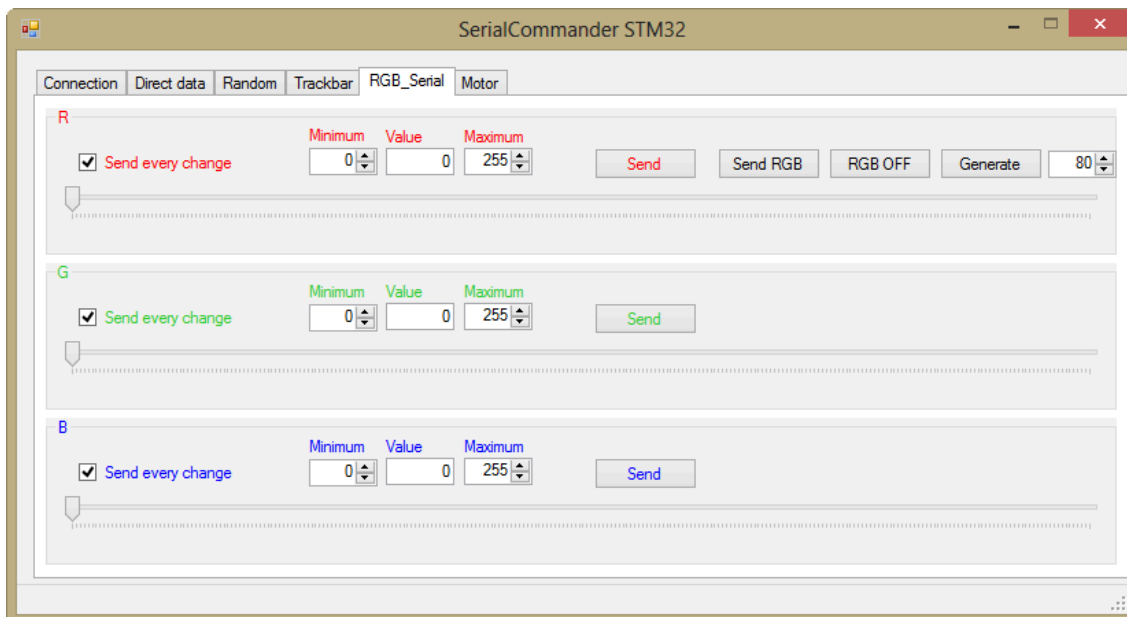 SerialCommander STM32
Connection Direct data Random Trackbar RGB_Serial Motor
R
Minimum Value Maximum
Send every change 0 0 255 Send Send RGB RGB OFF Generate 80
G
Minimum Value Maximum
Send every change 0 0 255 Send
B
Minimum Value Maximum
Send every change 0 0 255 Send